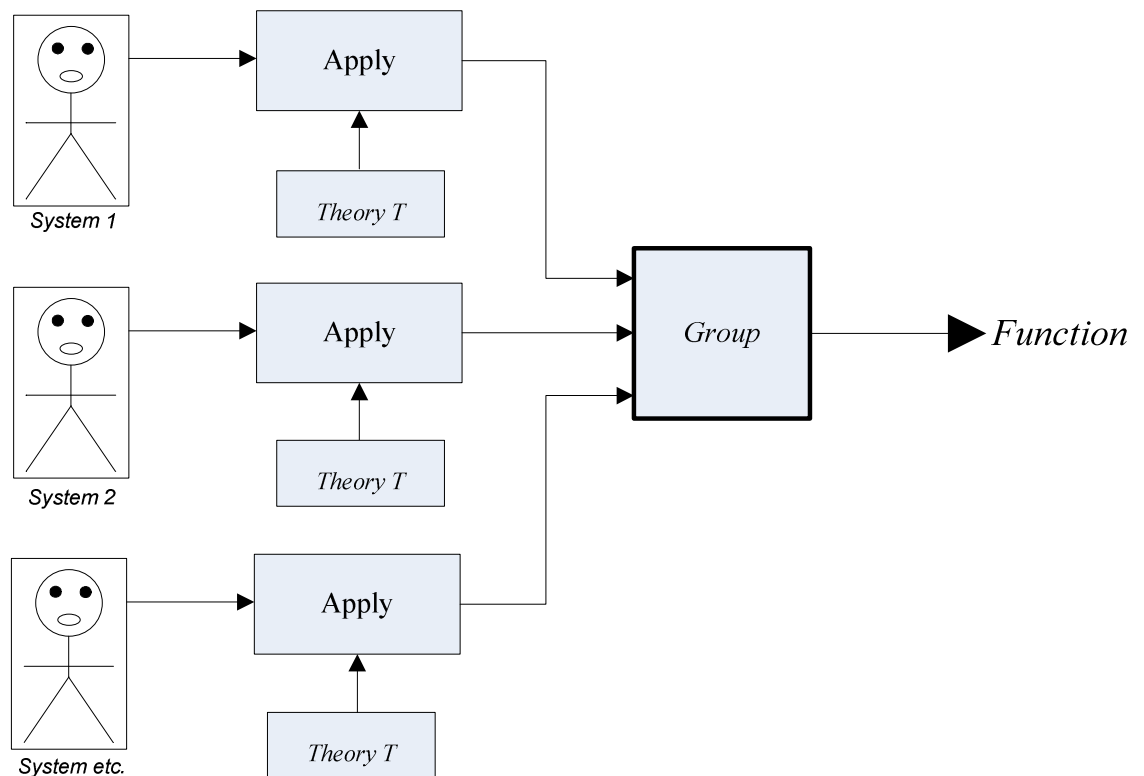 Apply
Theory T
System 1
Apply
Group
Function
Theory T
System 2
Apply
Theory T
System etc.